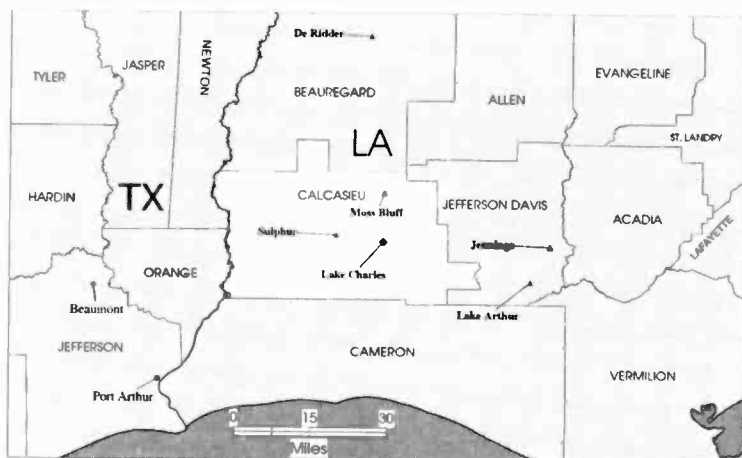 De Ridder
TYLER
JASPER
NEWTON
BEAUREGARD
ALLEN
EVANGELINE
ST. LANDRY
LA
HARDIN
TX
CALCASIEU
Moss Bluff
JEFFERSON DAVIS
ACADIA
LAFAYETTE
Sulphur
Jennings
ORANGE
Lake Charles
Beaumont
Lake Arthur
JEFFERSON
CAMERON
VERMILION
Port Arthur
0 15 30
Miles